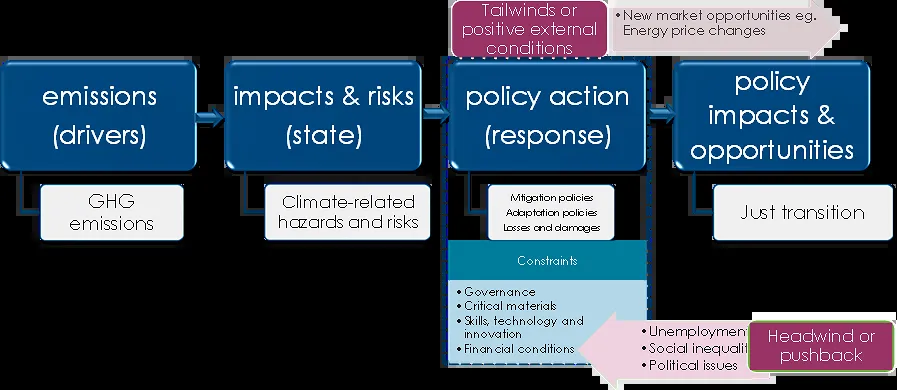 Tailwinds or
positive external
conditions
• New market opportunities eg.
Energy price changes
emissions
(drivers)
impacts & risks
(state)
policy action
(response)
policy
impacts &
opportunities
GHG
emissions
Climate-related
hazards and risks
Mitigation policies
Adaptation policies
Losses and damages
Just transition
Constraints
• Governance
• Critical materials
• Skills, technology and
innovation
• Financial conditions
• Unemploymen
• Social inequalit
• Political issues
Headwind or
pushback